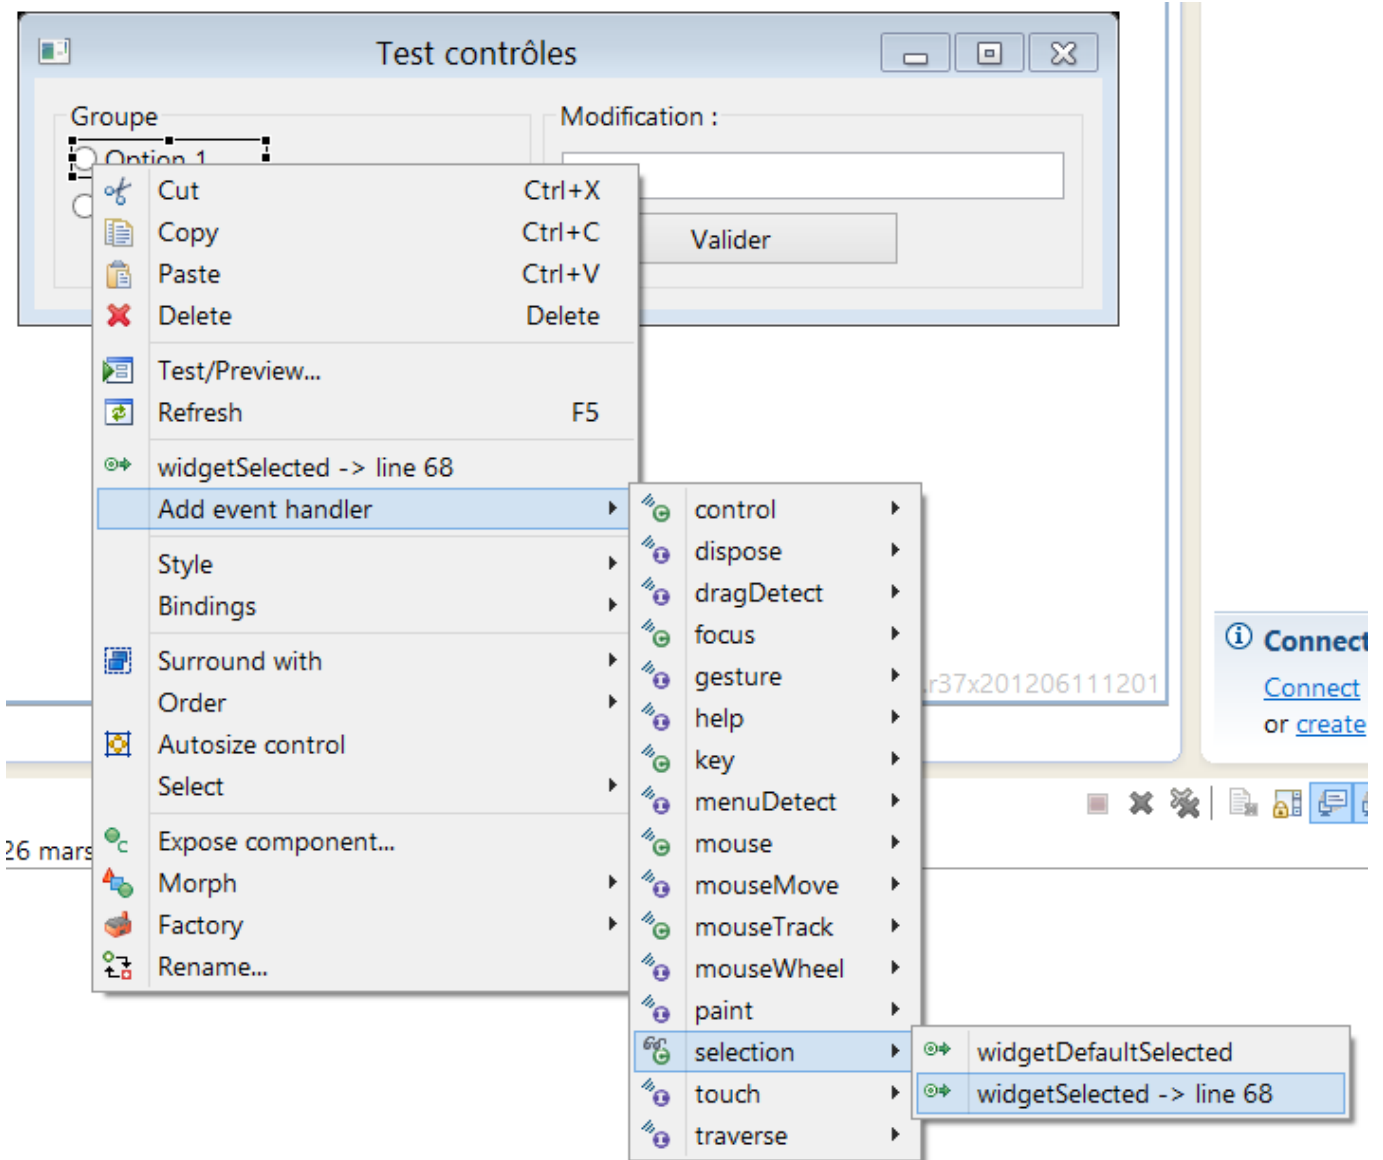 Test contrôles
Groupe
Modification :
Option 1
Cut Ctrl+X
Copy Ctrl+C
Valider
Paste Ctrl+V
Delete Delete
Test/Preview...
Refresh F5
widgetSelected -> line 68
Add event handler
Style
Bindings
Surround with
Order
Autosize control
Select
Expose component...
Morph
Factory
Rename...
control
dispose
dragDetect
focus
gesture
help
key
menuDetect
mouse
mouseMove
mouseTrack
mouseWheel
paint
selection
touch
traverse
widgetDefaultSelected
widgetSelected -> line 68
.r37x201206111201
Connect
Connect
or create
26 mars